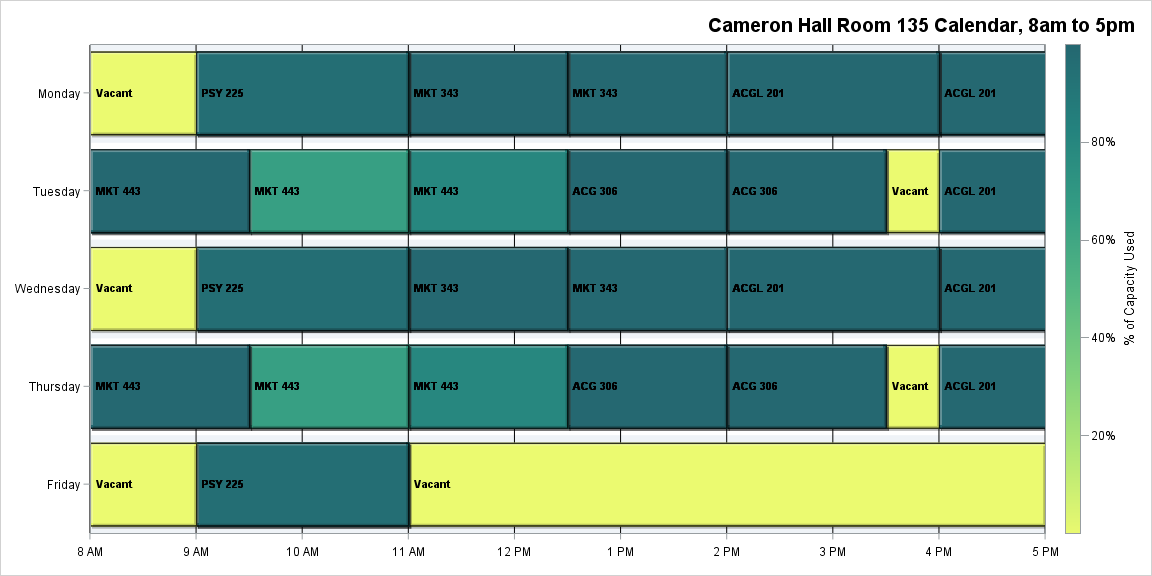 Cameron Hall Room 135 Calendar, 8am to 5pm
Monday
Vacant
PSY 225
MKT 343
MKT 343
ACGL 201
ACGL 201
Tuesday
MKT 443
MKT 443
MKT 443
ACG 306
ACG 306
Vacant
ACGL 201
Wednesday
Vacant
PSY 225
MKT 343
MKT 343
ACGL 201
ACGL 201
Thursday
MKT 443
MKT 443
MKT 443
ACG 306
ACG 306
Vacant
ACGL 201
Friday
Vacant
PSY 225
Vacant
8 AM
9 AM
10 AM
11 AM
12 PM
1 PM
2 PM
3 PM
4 PM
5 PM
80%
60%
40%
20%
% of Capacity Used